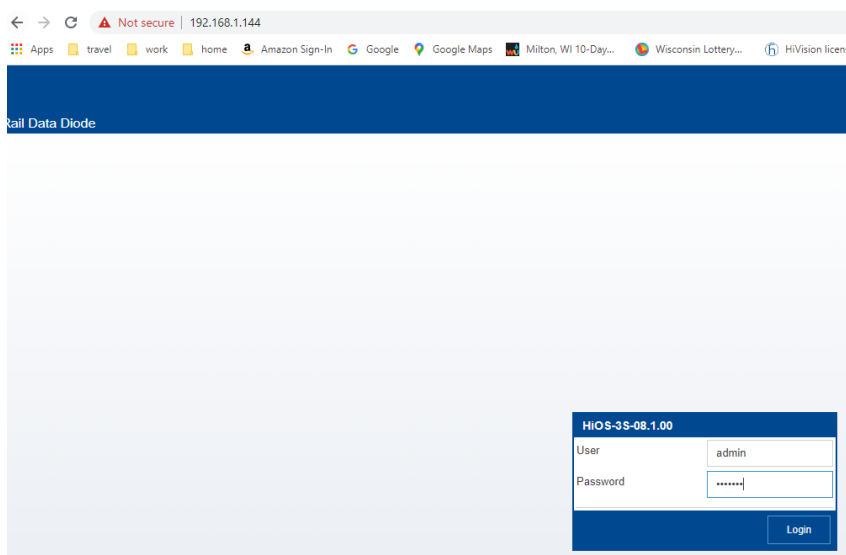 Not secure | 192.168.1.144
Apps travel work home Amazon Sign-In Google Google Maps Milton, WI 10-Day... Wisconsin Lottery... HiVision licen
Rail Data Diode
HiOS-3S-08.1.00
User admin
Password •••••••
Login